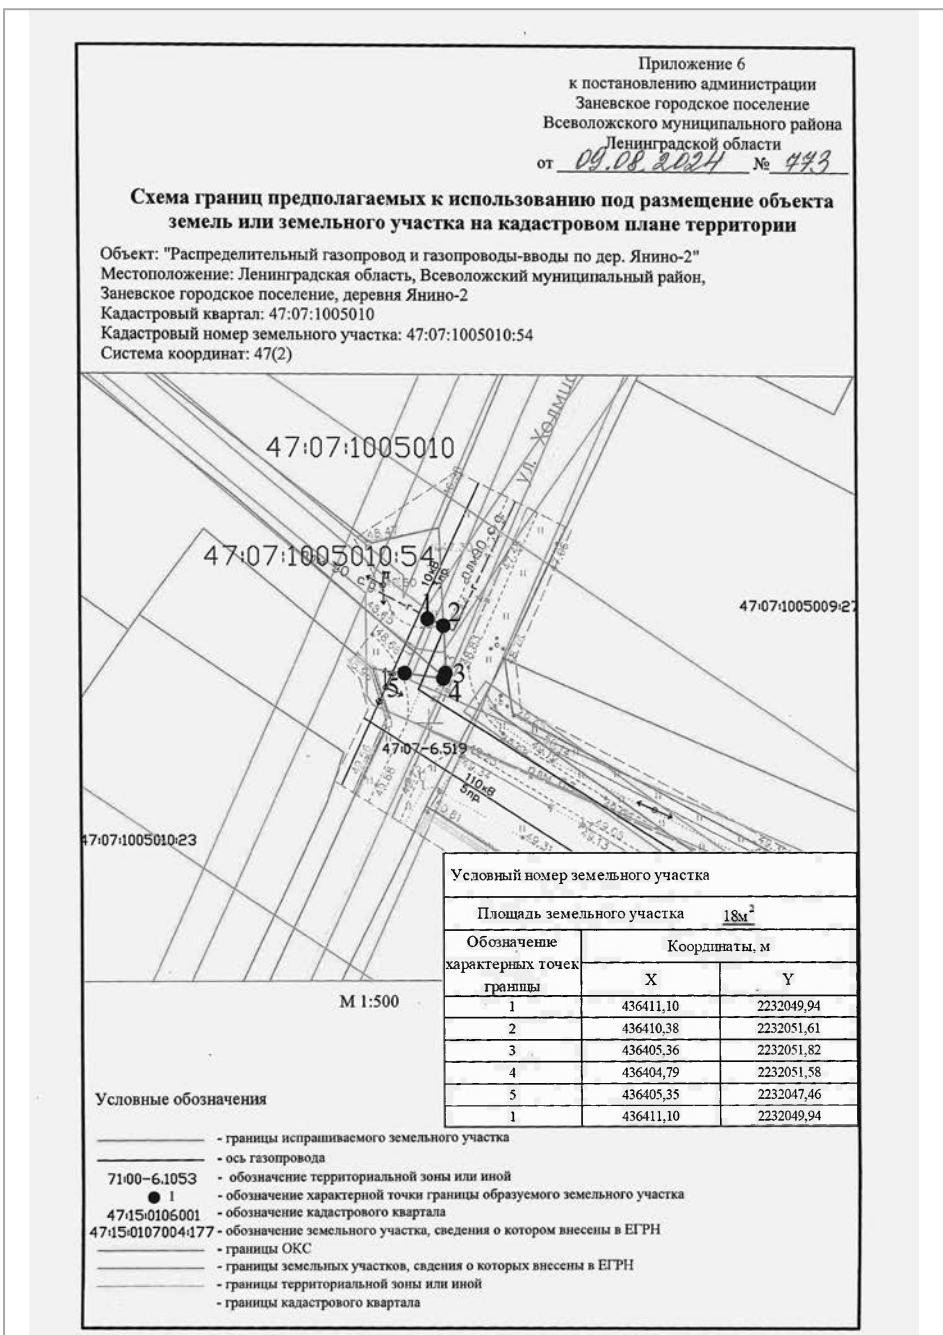 Приложение 6
к постановлению администрации
Заневское городское поселение
Всеволожского муниципального района
Ленинградской области
от 09.08.2024 № 773
Схема границ предполагаемых к использованию под размещение объекта
земель или земельного участка на кадастровом плане территории
Объект: "Распределительный газопровод и газопроводы-вводы по дер. Янино-2"
Местоположение: Ленинградская область, Всеволожский муниципальный район,
Заневское городское поселение, деревня Янино-2
Кадастровый квартал: 47:07:1005010
Кадастровый номер земельного участка: 47:07:1005010:54
Система координат: 47(2)
47:07:1005010
47:07:1005010:54
10кВ
3пр.
1
2
47:07:1005009:27
3
4
5
47:07-6.519
110кВ
5пр.
47:07:1005010:23
Условный номер земельного участка
Площадь земельного участка 18м2
Обозначение характерных точек границы Координаты, м
X Y
1 436411,10 2232049,94
2 436410,38 2232051,61
3 436405,36 2232051,82
4 436404,79 2232051,58
5 436405,35 2232047,46
1 436411,10 2232049,94
М 1:500
Условные обозначения
- границы испрашиваемого земельного участка
- ось газопровода
71:00-6.1053 - обозначение территориальной зоны или иной
1 - обозначение характерной точки границы образуемого земельного участка
47:15:0106001 - обозначение кадастрового квартала
47:15:0107004:177 - обозначение земельного участка, сведения о котором внесены в ЕГРН
- границы ОКС
- границы земельных участков, свдения о которых внесены в ЕГРН
- границы территориальной зоны или иной
- границы кадастрового квартала